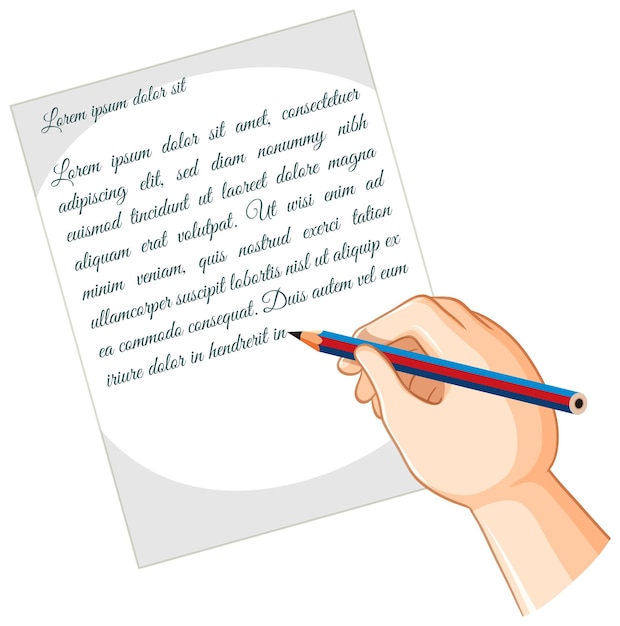 Lorem ipsum dolor sit
Lorem ipsum dolor sit amet, consectetuer
adipiscing elit, sed diam nonummy nibh
euismod tincidunt ut laoreet dolore magna
aliquam erat volutpat. Ut wisi enim ad
minim veniam, quis nostrud exerci tation
ullamcorper suscipit lobortis nisl ut aliquip ex
ea commodo consequat. Duis autem vel eum
iriure dolor in hendrerit in